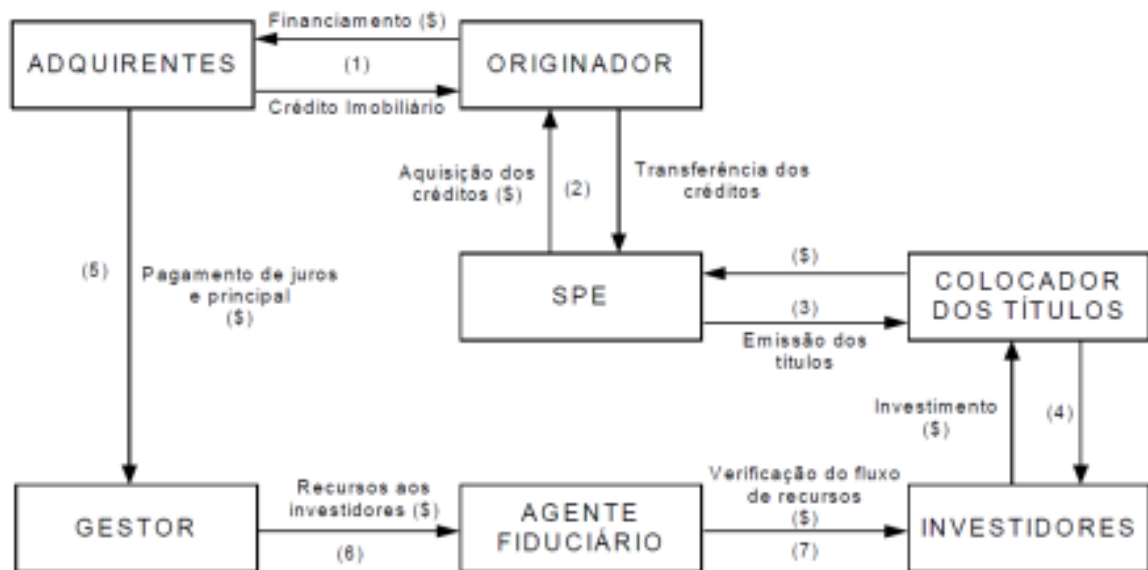 Financiamento ($)
ADQUIRENTES
(1)
ORIGINADOR
Crédito Imobiliário
Aquisição dos
créditos ($)
(2)
Transferência dos
créditos
(5)
Pagamento de juros
e principal
($)
SPE
($)
(3)
Emissão dos
títulos
COLOCADOR
DOS TÍTULOS
Investimento
($)
(4)
GESTOR
Recursos aos
investidores ($)
(6)
AGENTE
FIDUCIÁRIO
Verificação do fluxo
de recursos
($)
(7)
INVESTIDORES